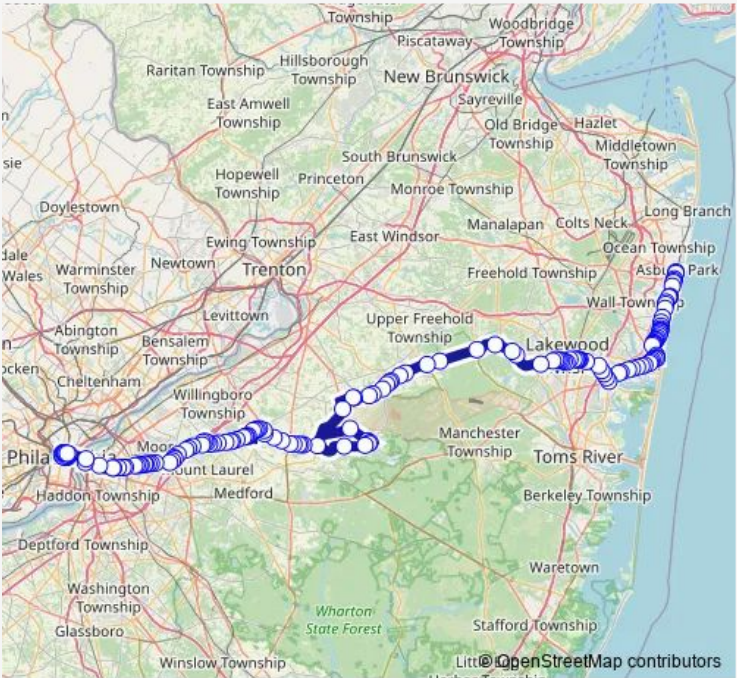 Township
Woodbridge
Township
Piscataway
Hillsborough
Township
Raritan Township
New Brunswick
East Amwell
Township
Sayreville
Old Bridge
Township
Hazlet
Middletown
Township
South Brunswick
sie
Hopewell
Township
Princeton
Monroe Township
Doylestown
Long Branch
Manalapan
Colts Neck
Ewing Township
East Windsor
Ocean Township
dale
Wales
Warminster
Township
Newtown
Trenton
Freehold Township
Asbu Park
Wall Township
Levittown
Upper Freehold
Township
Abington
Township
Bensalem
Township
Lakewood
Cheltenham
Willingboro
Township
Manchester
Township
Toms River
Mount Laurel
Haddon Township
Medford
Berkeley Township
Deptford Township
Waretown
Washington
Township
Wharton
State Forest
Glassboro
Stafford Township
Winslow Township
© OpenStreetMap contributors